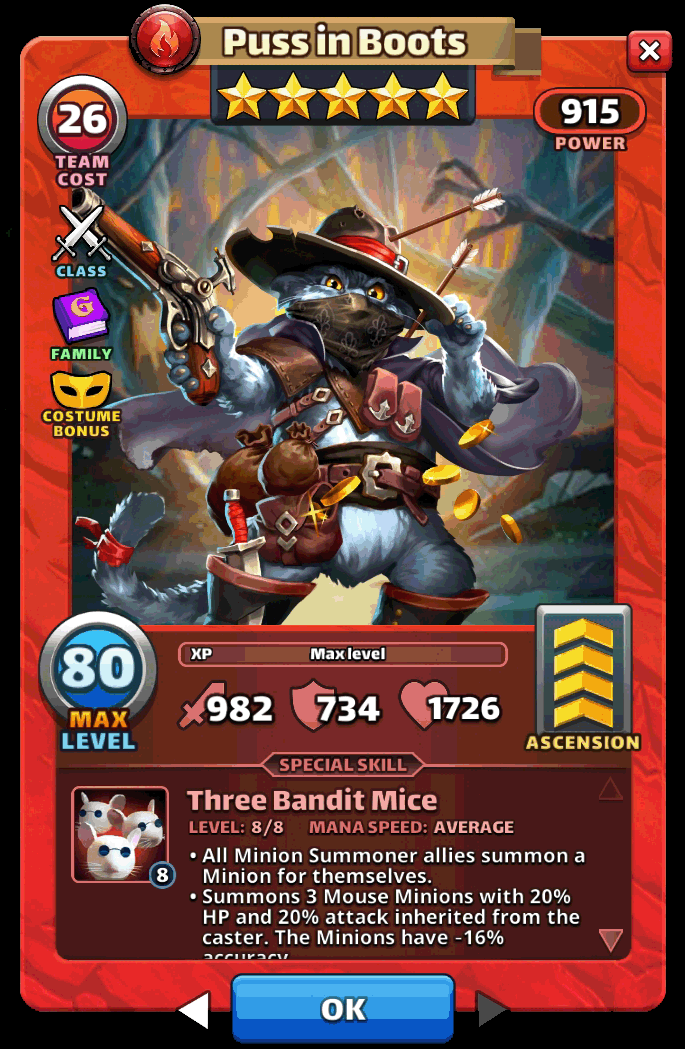 Puss in Boots
26
TEAM
COST
915
POWER
CLASS
G
FAMILY
COSTUME
BONUS
80
MAX
LEVEL
XP
Max level
982
734
1726
ASCENSION
SPECIAL SKILL
Three Bandit Mice
LEVEL: 8/8 MANA SPEED: AVERAGE
8
• All Minion Summoner allies summon a
Minion for themselves.
• Summons 3 Mouse Minions with 20%
HP and 20% attack inherited from the
caster. The Minions have -16%
accuracy
OK